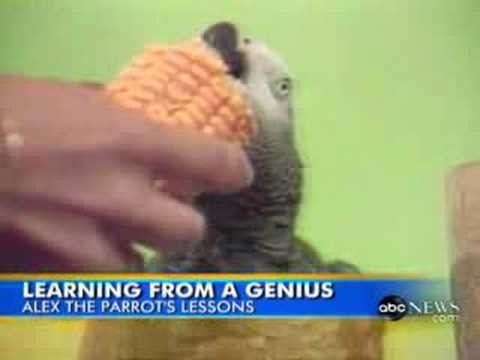 LEARNING FROM A GENIUS
ALEX THE PARROT'S LESSONS
abc NEWS
.com